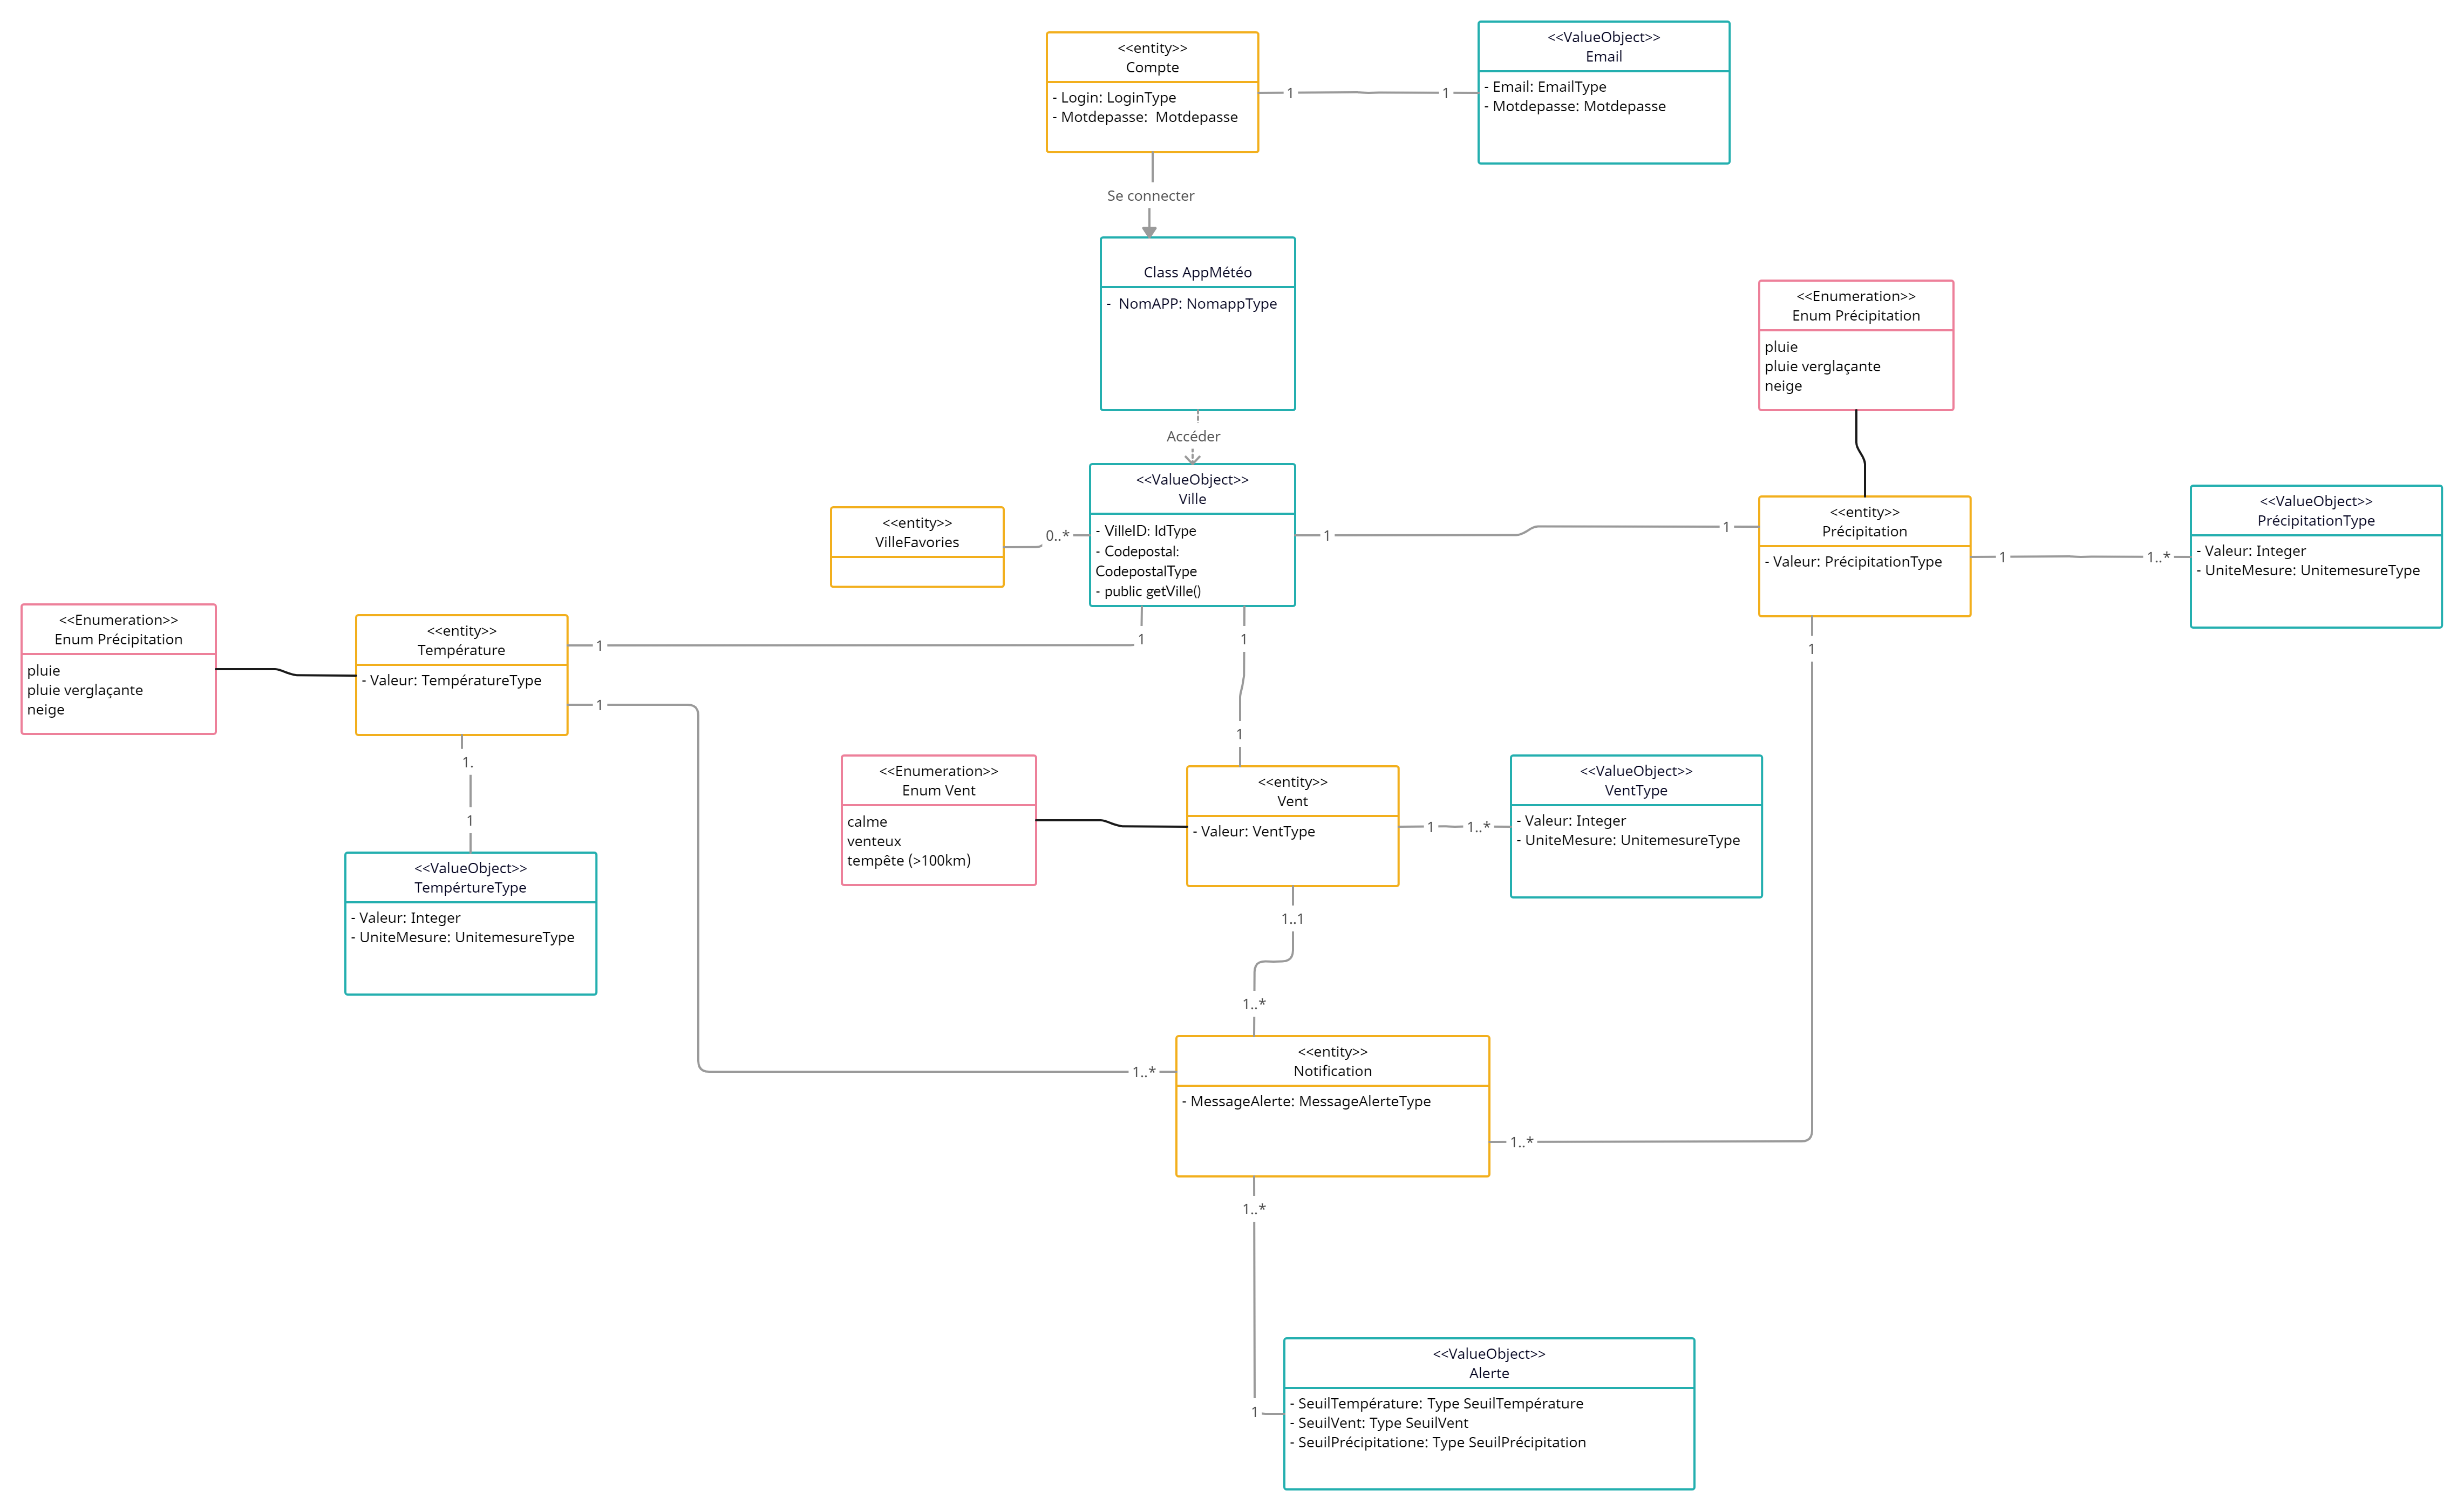 <<entity>>
Compte
- Login: LoginType
- Motdepasse:  Motdepasse
1
1
<<ValueObject>>
Email
- Email: EmailType
- Motdepasse: Motdepasse
Se connecter
Class AppMétéo
-  NomAPP: NomappType
Accéder
<<Enumeration>>
Enum Précipitation
pluie
pluie verglaçante
neige
<<entity>>
VilleFavories
0..*
<<ValueObject>>
Ville
- VilleID: IdType
- Codepostal:
CodepostalType
- public getVille()
1
1
<<entity>>
Précipitation
- Valeur: PrécipitationType
1
1..*
<<ValueObject>>
PrécipitationType
- Valeur: Integer
- UniteMesure: UnitemesureType
<<Enumeration>>
Enum Précipitation
pluie
pluie verglaçante
neige
<<entity>>
Température
- Valeur: TempératureType
1
1
1
1
1
1
1.
1
<<ValueObject>>
TempértureType
- Valeur: Integer
- UniteMesure: UnitemesureType
<<Enumeration>>
Enum Vent
calme
venteux
tempête (>100km)
<<entity>>
Vent
- Valeur: VentType
1
1..*
<<ValueObject>>
VentType
- Valeur: Integer
- UniteMesure: UnitemesureType
1..1
1..*
1..*
<<entity>>
Notification
- MessageAlerte: MessageAlerteType
1..*
1..*
1
<<ValueObject>>
Alerte
- SeuilTempérature: Type SeuilTempérature
- SeuilVent: Type SeuilVent
- SeuilPrécipitatione: Type SeuilPrécipitation